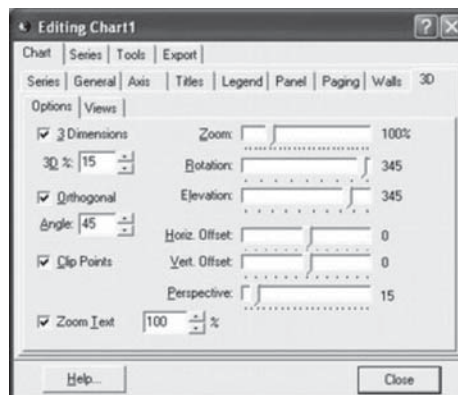 Editing Chart1
Chart Series Tools Export
Series General Axis Titles Legend Panel Paging Walls 3D
Options Views
3 Dimensions Zoom: 100%
3D %: 15 Rotation: 345
Orthogonal Elevation: 345
Angle: 45 Horiz. Offset: 0
Clip Points Vert. Offset: 0
Perspective: 15
Zoom Text 100 %
Help... Close